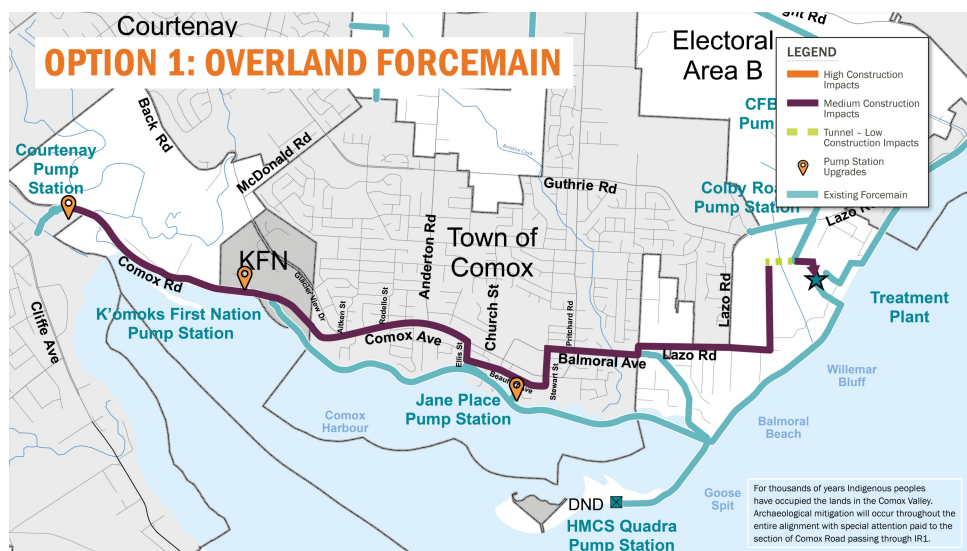 Courtenay
OPTION 1: OVERLAND FORCEMAIN
Electoral
Area B
LEGEND
High Construction
Impacts
Medium Construction
Impacts
Tunnel – Low
Construction Impacts
Pump Station
Upgrades
Existing Forcemain
Back Rd
McDonald Rd
Courtenay
Pump
Station
Guthrie Rd
Colby
Pump Station
Lazo
Anderton Rd
Town of
Comox
KFN
Comox Rd
Glacier View Dr
K'omoks First Nation
Pump Station
Cliffe Ave
Aitken St
Rodello St
Comox Ave
Church St
Ellis St
Pritchard Rd
Stewart St
Balmoral Ave
Lazo Rd
Lazo Rd
Treatment
Plant
Jane Place
Pump Station
Comox
Harbour
Willemar
Bluff
Balmoral
Beach
Goose
Spit
DND
HMCS Quadra
Pump Station
For thousands of years Indigenous peoples
have occupied the lands in the Comox Valley.
Archaeological mitigation will occur throughout the
entire alignment with special attention paid to the
section of Comox Road passing through IR1.